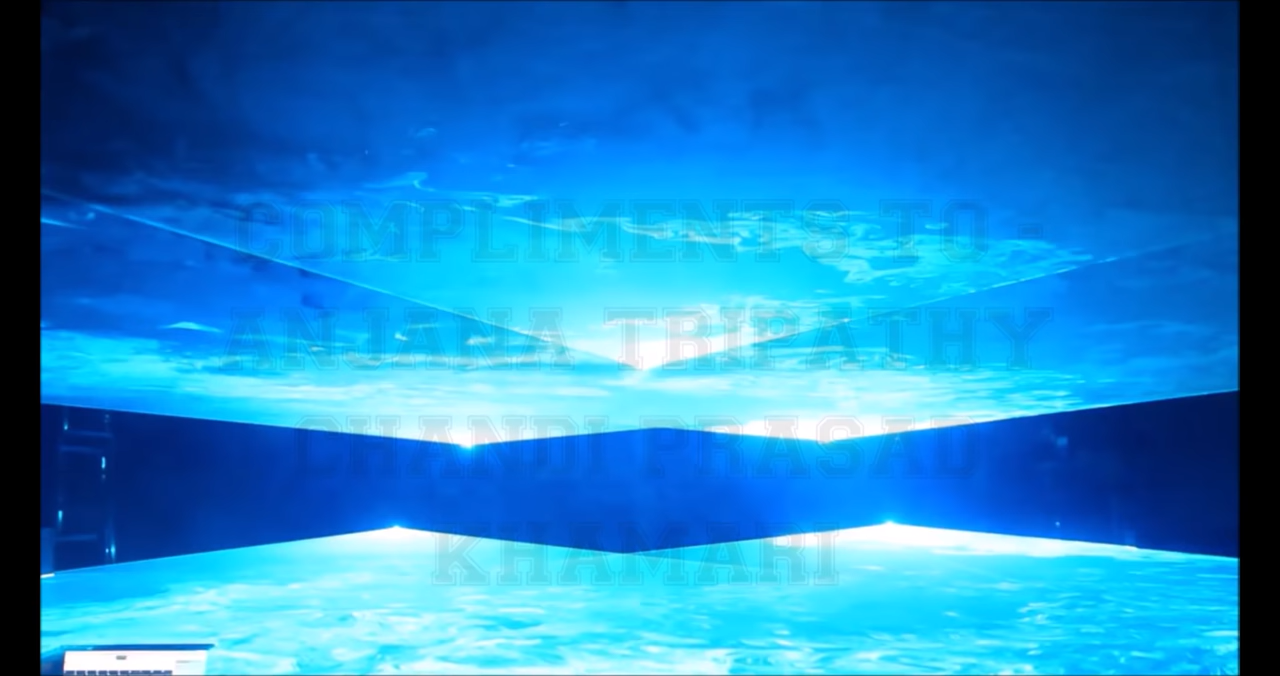 COMPLIMENTS TO -
ANJANA TRIPATHY
CHANDI PRASAD
KHAMARI